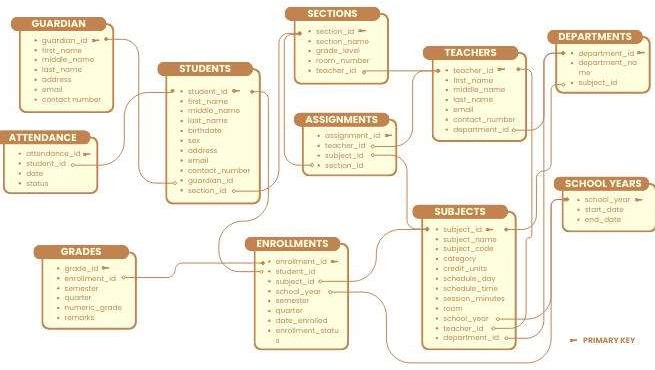 GUARDIAN
guardian_id
first_name
middle_name
last_name
address
email
contact number
ATTENDANCE
attendance_id
student_id
date
status
STUDENTS
student_id
first_name
middle_name
last_name
birthdate
sex
address
email
contact_number
guardian_id
section_id
SECTIONS
section_id
section_name
grade_level
room_number
teacher_id
ASSIGNMENTS
assignment_id
teacher_id
subject_id
section_id
TEACHERS
teacher_id
first_name
middle_name
last_name
email
contact_number
department_id
DEPARTMENTS
department_id
department_na
me
subject_id
SCHOOL YEARS
school_year
start_date
end_date
SUBJECTS
subject_id
subject_name
subject_code
category
credit_units
schedule_day
schedule_time
session_minutes
room
school_year
teacher_id
department_id
GRADES
grade_id
enrollment_id
semester
quarter
numeric_grade
remarks
ENROLLMENTS
enrollment_id
student_id
subject_id
school_year
semester
quarter
date_enrolled
enrollment_statu
s
PRIMARY KEY